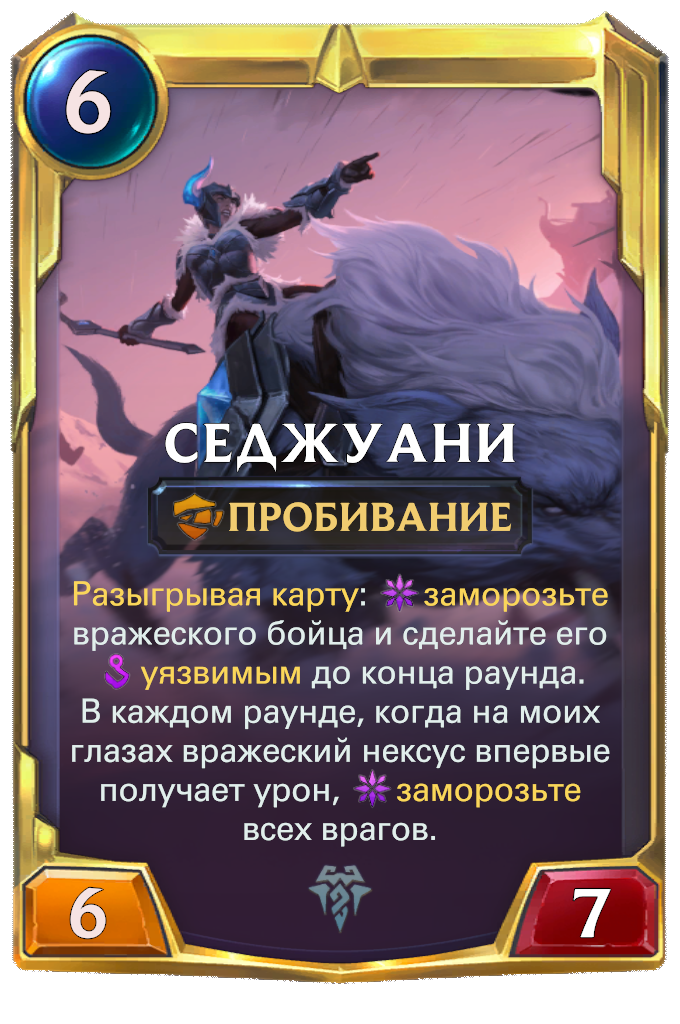 6
СЕДЖУАНИ
ПРОБИВАНИЕ
Разыгрывая карту: заморозьте
вражеского бойца и сделайте его
уязвимым до конца раунда.
В каждом раунде, когда на моих
глазах вражеский нексус впервые
получает урон, заморозьте
всех врагов.
6
7